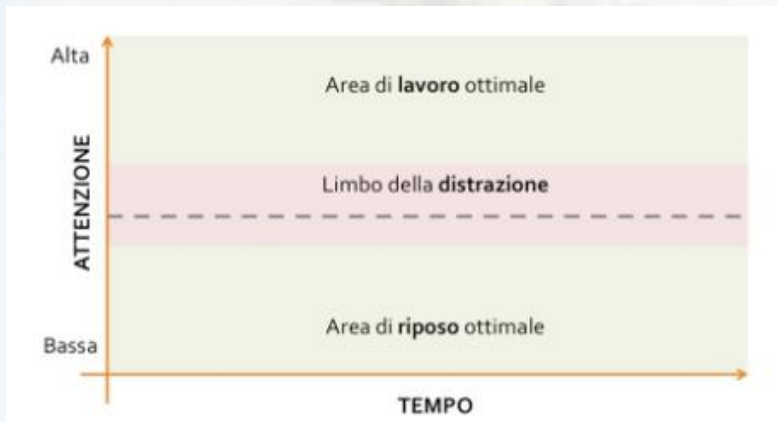 Alta
Area di lavoro ottimale
Limbo della distrazione
ATTENZIONE
Area di riposo ottimale
Bassa
TEMPO